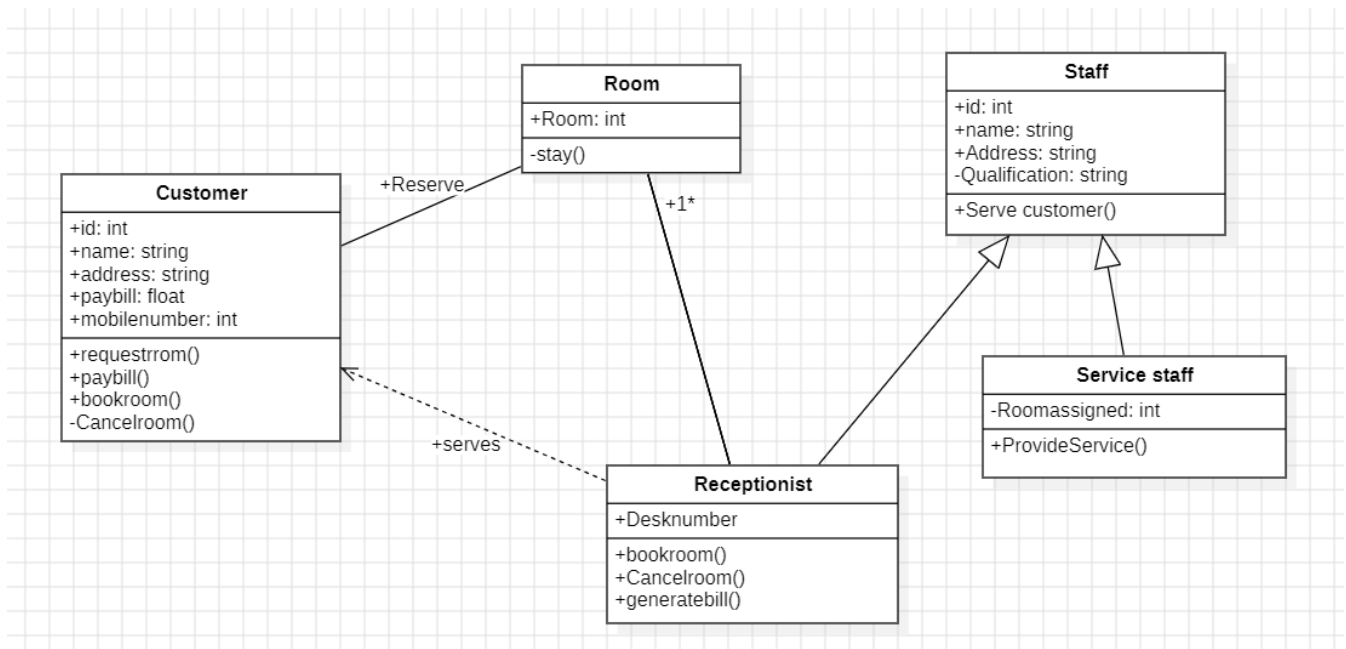 Room
+Room: int
-stay()
Staff
+id: int
+name: string
+Address: string
-Qualification: string
+Serve customer()
+Reserve
Customer
+id: int
+name: string
+address: string
+paybill: float
+mobilenumber: int
+requestrrom()
+paybill()
+bookroom()
-Cancelroom()
+1*
Service staff
-Roomassigned: int
+ProvideService()
+serves
Receptionist
+Desknumber
+bookroom()
+Cancelroom()
+generatebill()